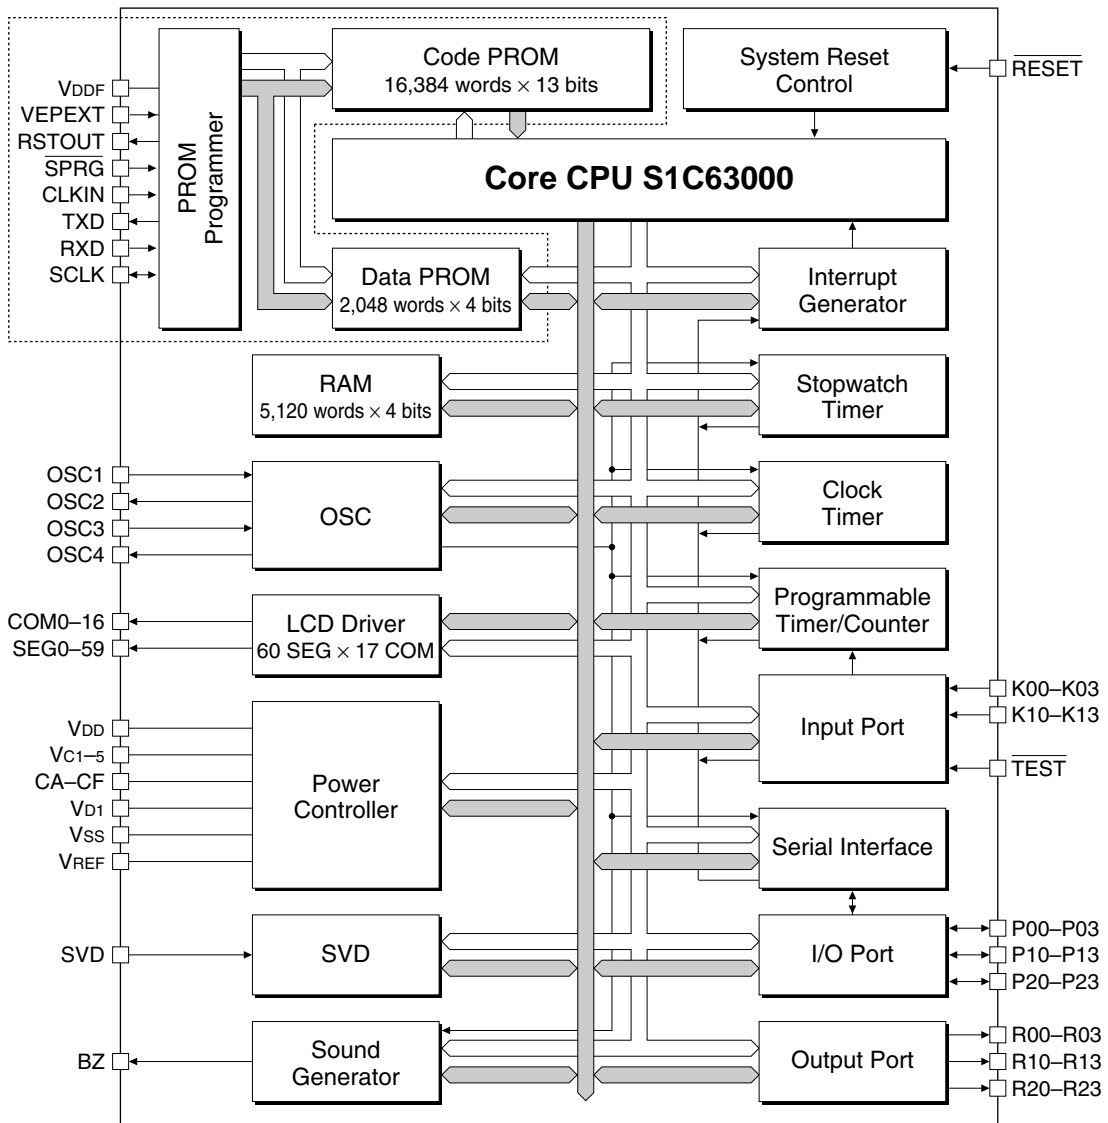 Code PROM
16,384 words × 13 bits
System Reset
Control
RESET
VDDF
VEPEXT
RSTOUT
SPRG
CLKIN
TXD
RXD
SCLK
PROM
Programmer
Core CPU S1C63000
Data PROM
2,048 words × 4 bits
Interrupt
Generator
RAM
5,120 words × 4 bits
Stopwatch
Timer
OSC1
OSC2
OSC3
OSC4
OSC
Clock
Timer
COM0–16
SEG0–59
LCD Driver
60 SEG × 17 COM
Programmable
Timer/Counter
VDD
VC1–5
CA–CF
VD1
VSS
VREF
Power
Controller
Input Port
K00–K03
K10–K13
TEST
Serial Interface
SVD
SVD
I/O Port
P00–P03
P10–P13
P20–P23
BZ
Sound
Generator
Output Port
R00–R03
R10–R13
R20–R23